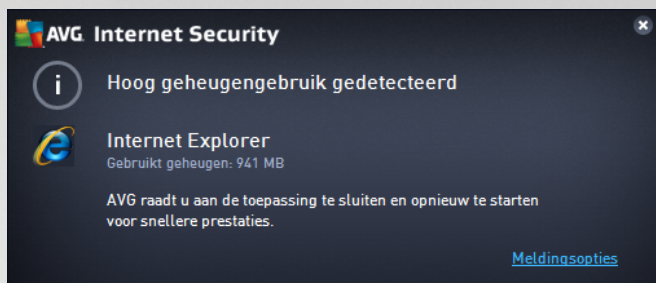 AVG Internet Security
Hoog geheugengebruik gedetecteerd
Internet Explorer
Gebruikt geheugen: 941 MB
AVG raadt u aan de toepassing te sluiten en opnieuw te starten
voor snellere prestaties.
Meldingsopties